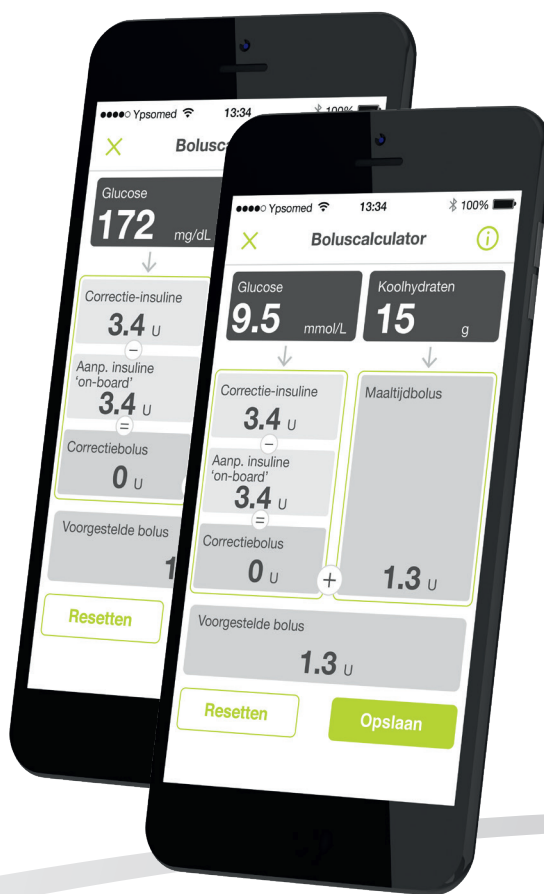 Ypsomed 13:34 100%
Bolusca
Glucose
172 mg/dL
Correctie-insuline
3.4 U
−
Aanp. insuline
'on-board'
3.4 U
=
Correctiebolus
0 U
Voorgestelde bolus
1
Resetten
Ypsomed 13:34 100%
Boluscalculator
i
Glucose
9.5 mmol/L
Koolhydraten
15 g
Correctie-insuline
3.4 U
−
Aanp. insuline
'on-board'
3.4 U
=
Correctiebolus
0 U
+
Maaltijdbolus
1.3 U
Voorgestelde bolus
1.3 U
Resetten
Opslaan